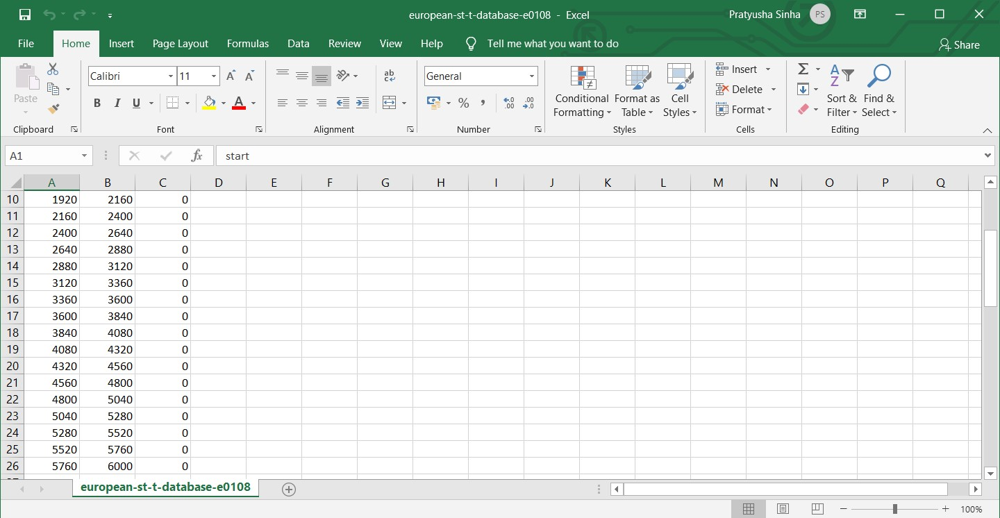 european-st-t-database-e0108 - Excel
Pratyusha Sinha PS
File Home Insert Page Layout Formulas Data Review View Help Tell me what you want to do Share
Paste
Clipboard
Calibri 11 A A
B I U A
Font
ab
c
Alignment
General
% , .0 .00 .00 .0
Number
Conditional Formatting
Format as Table
Cell Styles
Styles
Insert
Delete
Format
Cells
Σ
A Z
Sort & Filter
Find & Select
Editing
A1 fx start
A B C D E F G H I J K L M N O P Q
10 1920 2160 0
11 2160 2400 0
12 2400 2640 0
13 2640 2880 0
14 2880 3120 0
15 3120 3360 0
16 3360 3600 0
17 3600 3840 0
18 3840 4080 0
19 4080 4320 0
20 4320 4560 0
21 4560 4800 0
22 4800 5040 0
23 5040 5280 0
24 5280 5520 0
25 5520 5760 0
26 5760 6000 0
european-st-t-database-e0108
100%